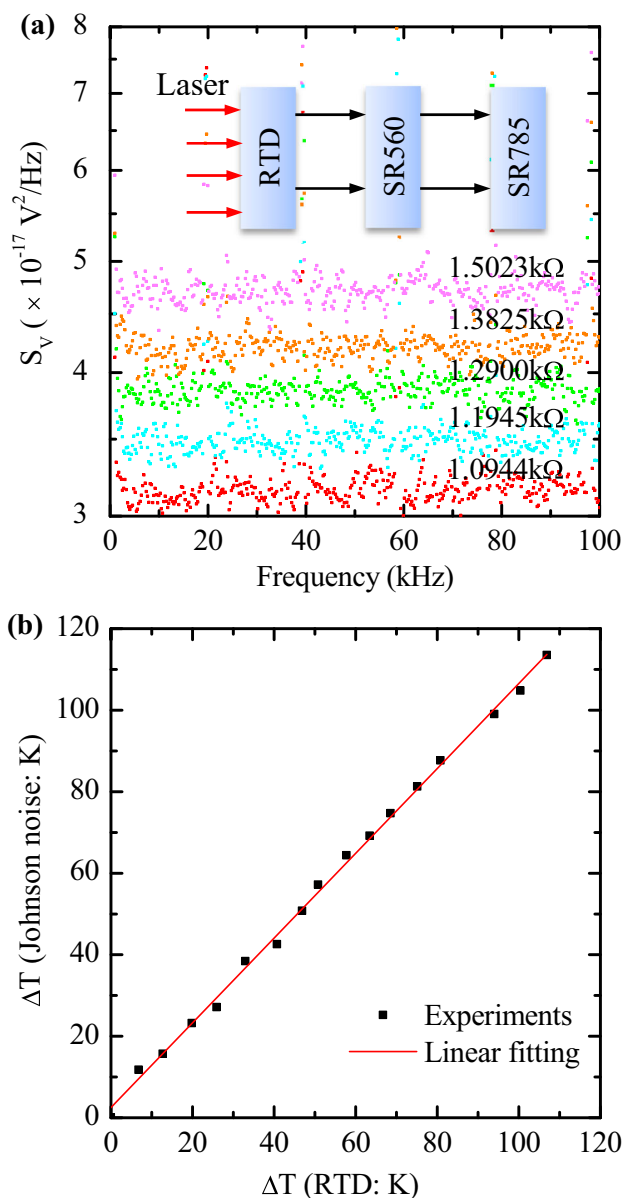 (a)
8
7
6
5
4
3
S_V ( × 10⁻¹⁷ V²/Hz)
Laser
RTD
SR560
SR785
1.5023kΩ
1.3825kΩ
1.2900kΩ
1.1945kΩ
1.0944kΩ
0 20 40 60 80 100
Frequency (kHz)
(b)
120
100
80
60
40
20
0
ΔT (Johnson noise: K)
Experiments
Linear fitting
0 20 40 60 80 100 120
ΔT (RTD: K)